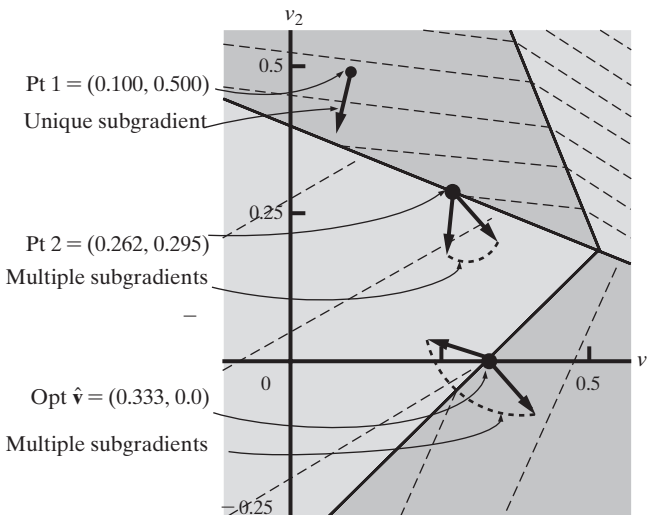 v₂
0.5
Pt 1 = (0.100, 0.500)
Unique subgradient
0.25
Pt 2 = (0.262, 0.295)
Multiple subgradients
–
v
0
0.5
Opt v̂ = (0.333, 0.0)
Multiple subgradients
–0.25